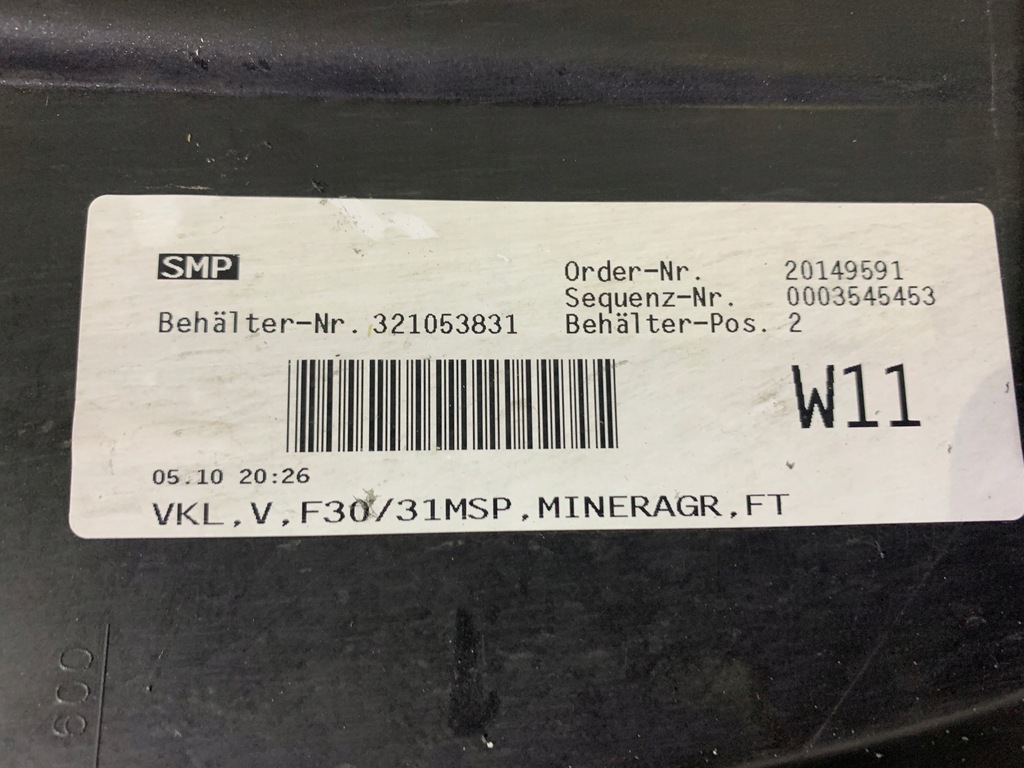 SMP
Order-Nr. 20149591
Sequenz-Nr. 0003545453
Behälter-Nr. 321053831 Behälter-Pos. 2
W11
05.10 20:26
VKL,V,F30/31MSP,MINERAGR,FT